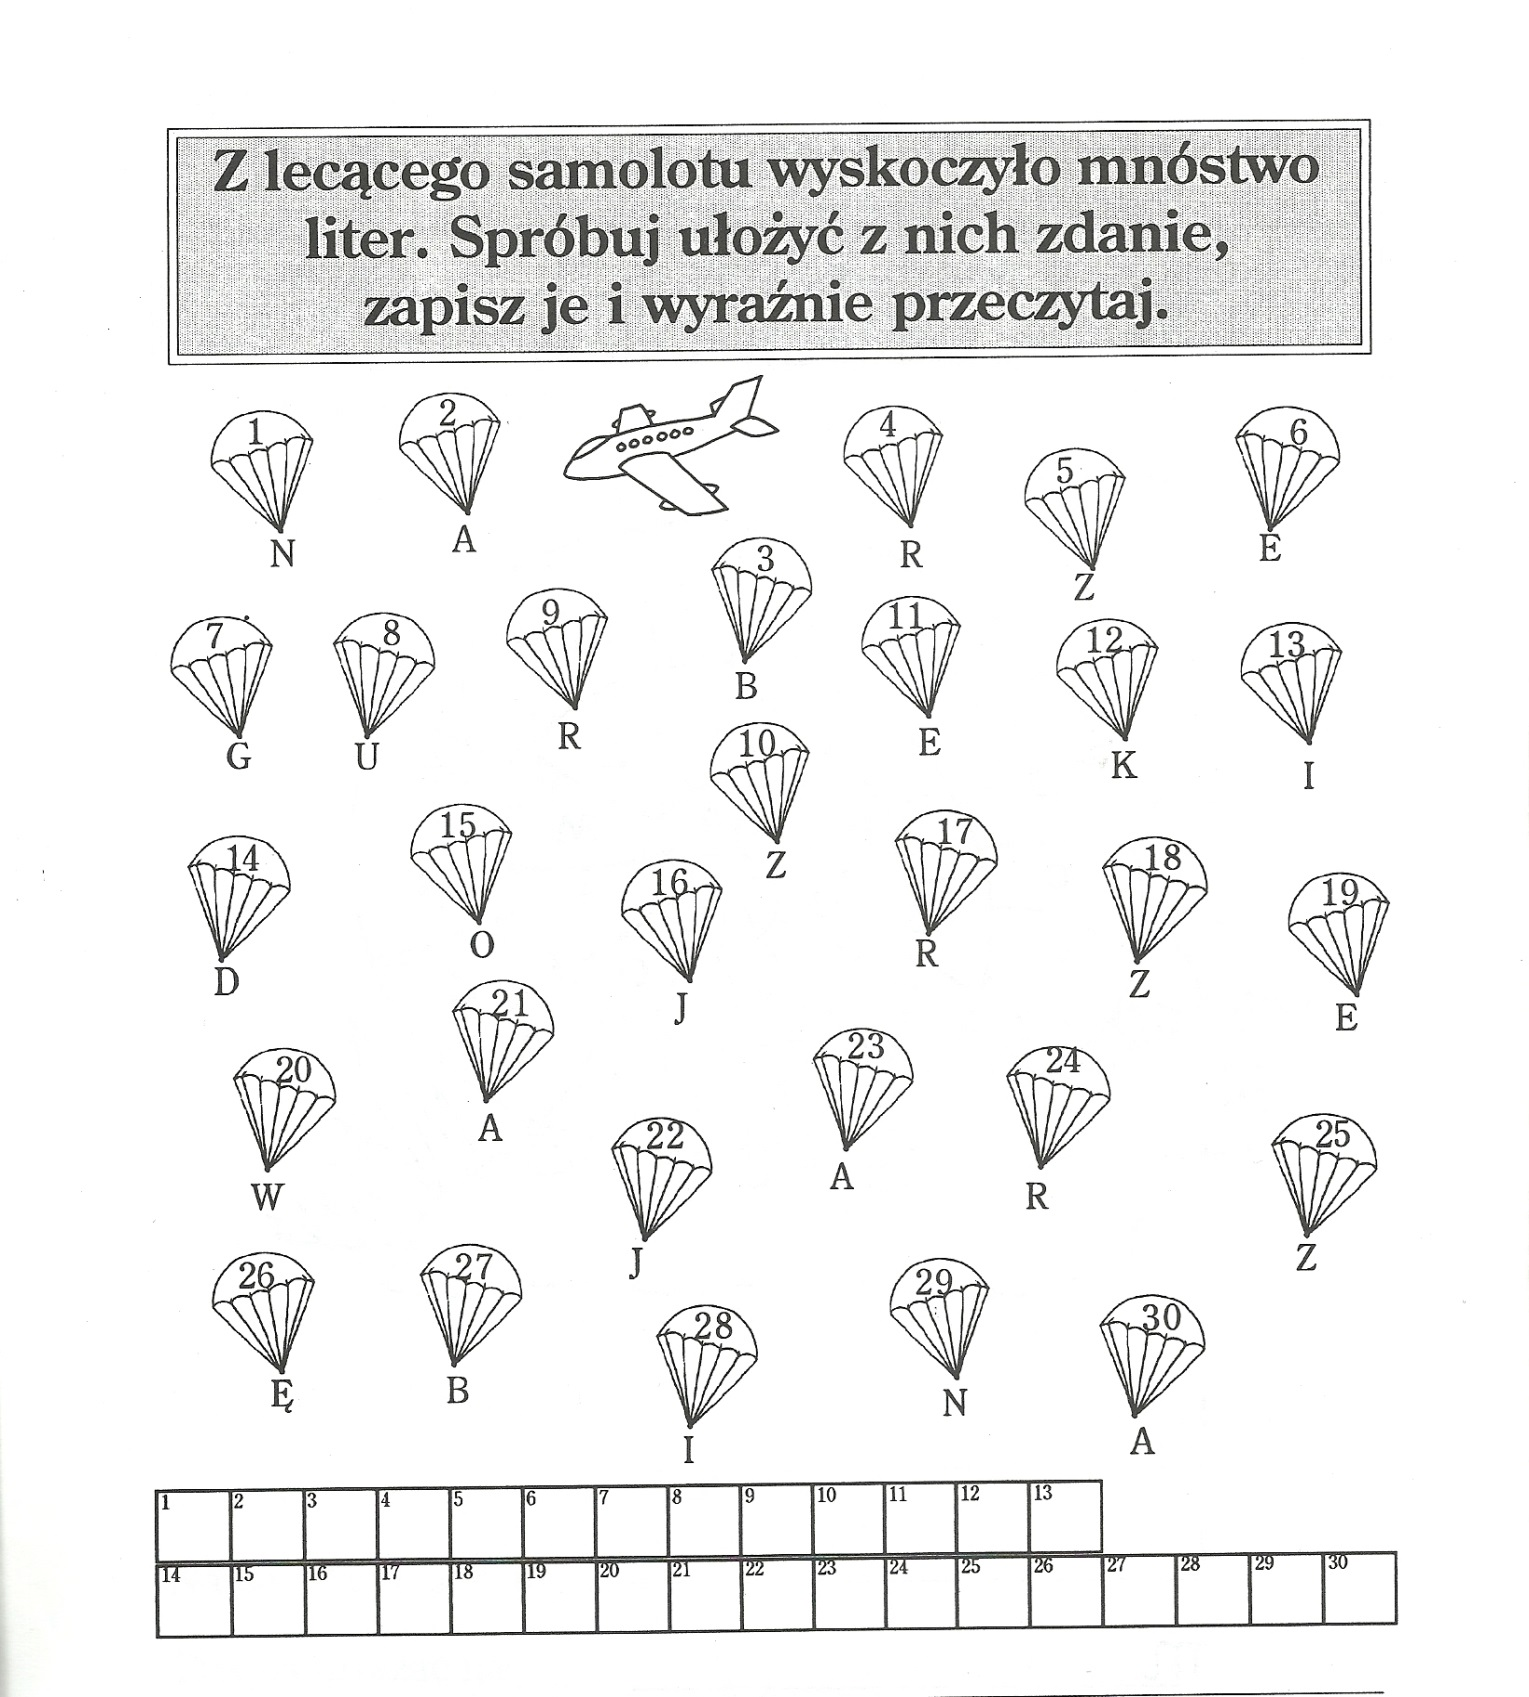 Z lecącego samolotu wyskoczyło mnóstwo
liter. Spróbuj ułożyć z nich zdanie,
zapisz je i wyraźnie przeczytaj.
1 2 4 5 6
N A R Z E
3
B
7 8 9 11 12 13
G U R E K I
10
Z
14 15 16 17 18 19
D O J R Z E
20 21 22 23 24 25
W A J A R Z
26 27 28 29 30
Ę B I N A
1 2 3 4 5 6 7 8 9 10 11 12 13
14 15 16 17 18 19 20 21 22 23 24 25 26 27 28 29 30